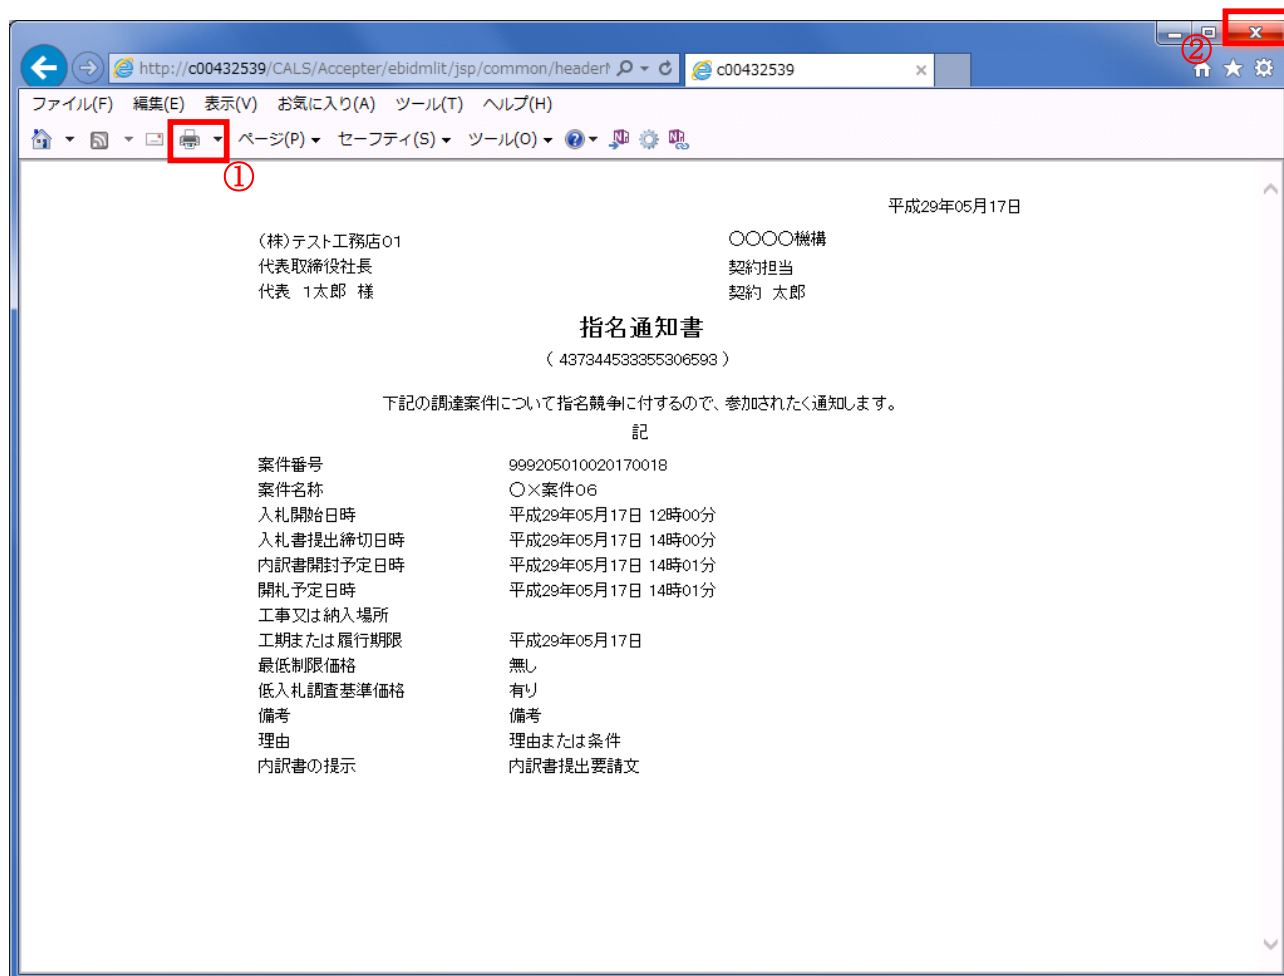 ②
http://c00432539/CALS/Accepter/ebidmlit/jsp/common/header
c00432539
ファイル(F) 編集(E) 表示(V) お気に入り(A) ツール(T) ヘルプ(H)
ページ(P) セーフティ(S) ツール(O)
①
平成29年05月17日
(株)テスト工務店01 〇〇〇〇機構
代表取締役社長 契約担当
代表 1太郎 様 契約 太郎
指名通知書
( 437344533355306593 )
下記の調達案件について指名競争に付するので、参加されたく通知します。
記
案件番号 999205010020170018
案件名称 〇×案件06
入札開始日時 平成29年05月17日 12時00分
入札書提出締切日時 平成29年05月17日 14時00分
内訳書開封予定日時 平成29年05月17日 14時01分
開札予定日時 平成29年05月17日 14時01分
工事又は納入場所
工期または履行期限 平成29年05月17日
最低制限価格 無し
低入札調査基準価格 有り
備考 備考
理由 理由または条件
内訳書の提示 内訳書提出要請文